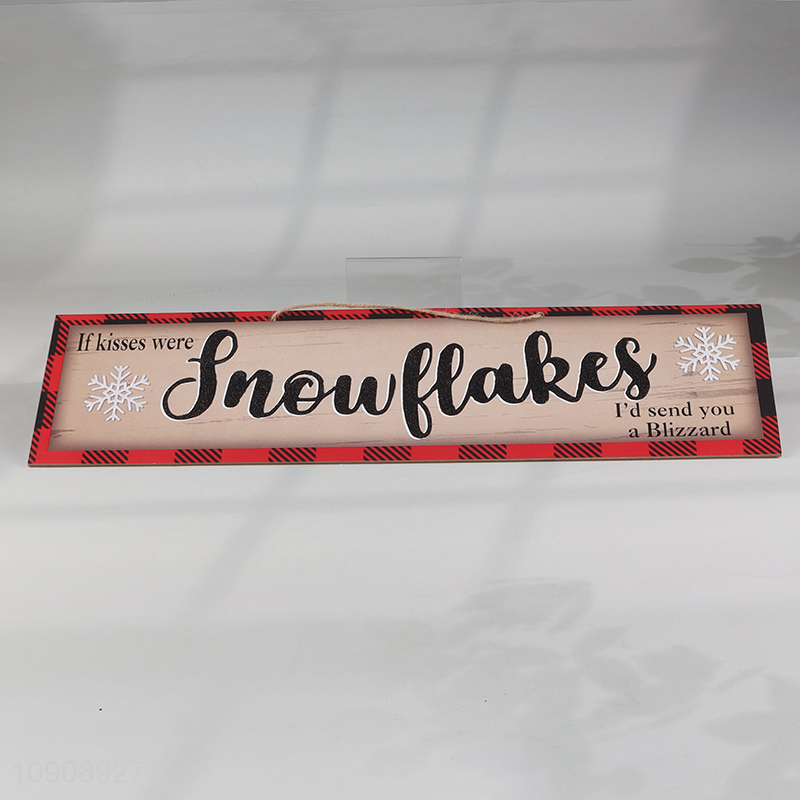 If kisses were
Snowflakes
I'd send you
a Blizzard
10908927